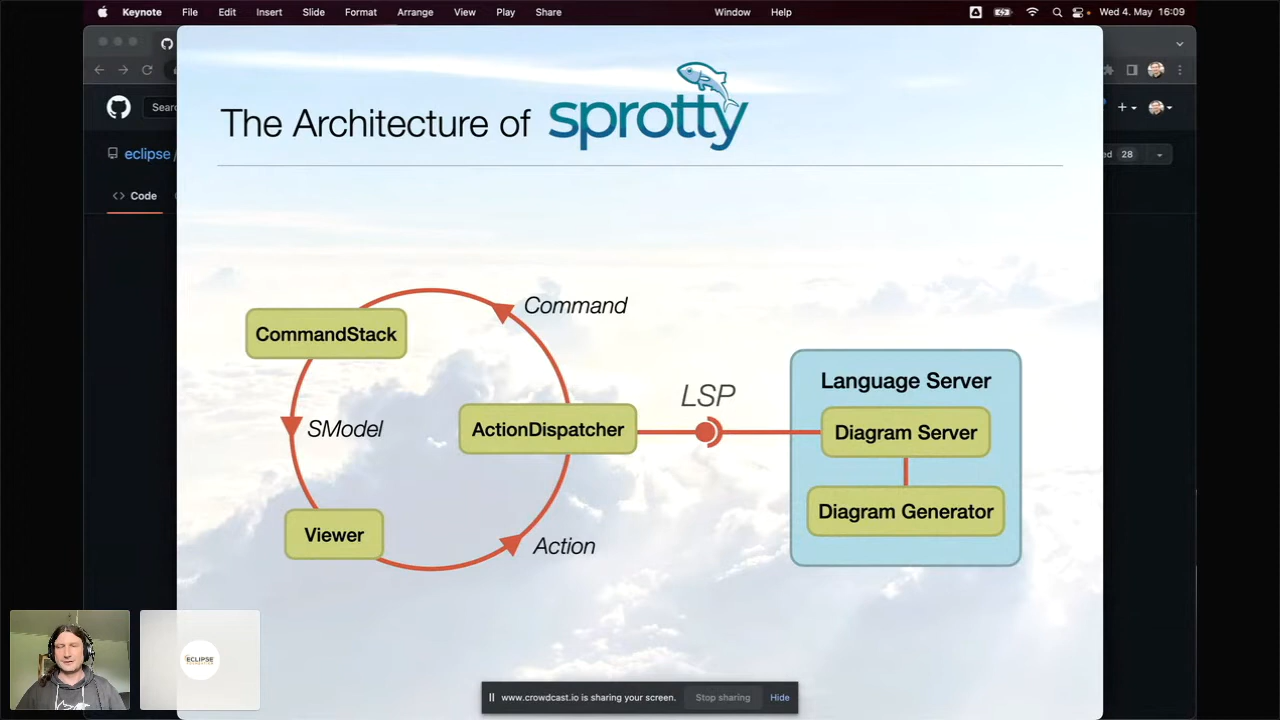 Keynote File Edit Insert Slide Format Arrange View Play Share Window Help Wed 4. May 16:09
Searc
eclipse/
ed 28
<> Code
The Architecture of sprotty
Command
CommandStack
SModel
ActionDispatcher
Viewer
Action
LSP
Language Server
Diagram Server
Diagram Generator
ECLIPSE
www.crowdcast.io is sharing your screen. Stop sharing Hide